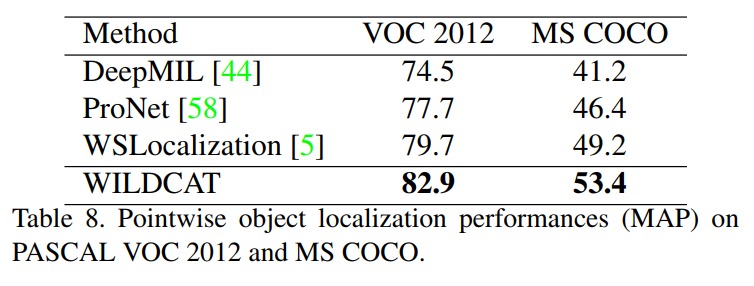 Method VOC 2012 MS COCO
DeepMIL [44] 74.5 41.2
ProNet [58] 77.7 46.4
WSLocalization [5] 79.7 49.2
WILDCAT 82.9 53.4
Table 8. Pointwise object localization performances (MAP) on
PASCAL VOC 2012 and MS COCO.